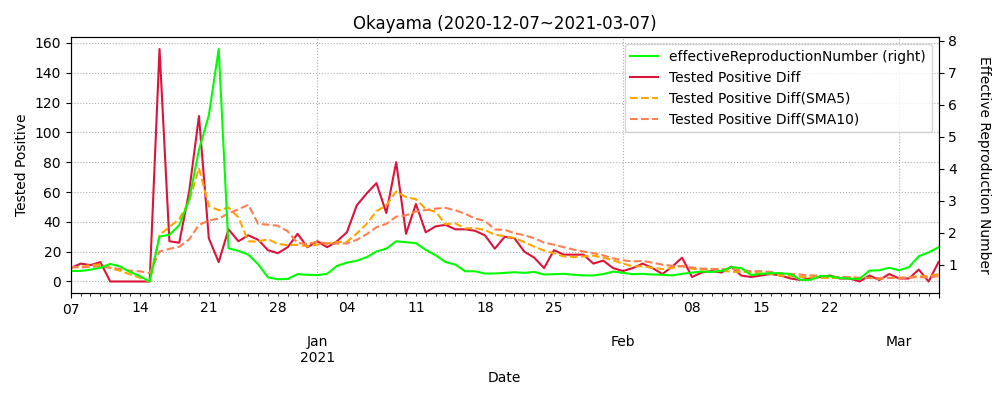 Okayama (2020-12-07~2021-03-07)
160
140
120
100
80
60
40
20
0
Tested Positive
effectiveReproductionNumber (right)
Tested Positive Diff
Tested Positive Diff(SMA5)
Tested Positive Diff(SMA10)
8
7
6
5
4
3
2
1
Effective Reproduction Number
07 14 21 28 04 11 18 25 08 15 22
Jan Feb Mar
2021
Date